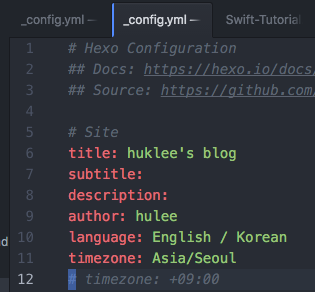 _config.yml — _config.yml — Swift-Tutorial
1 # Hexo Configuration
2 ## Docs: https://hexo.io/docs/
3 ## Source: https://github.com/
4
5 # Site
6 title: huklee's blog
7 subtitle:
8 description:
9 author: hulee
nd 10 language: English / Korean
11 timezone: Asia/Seoul
12 # timezone: +09:00